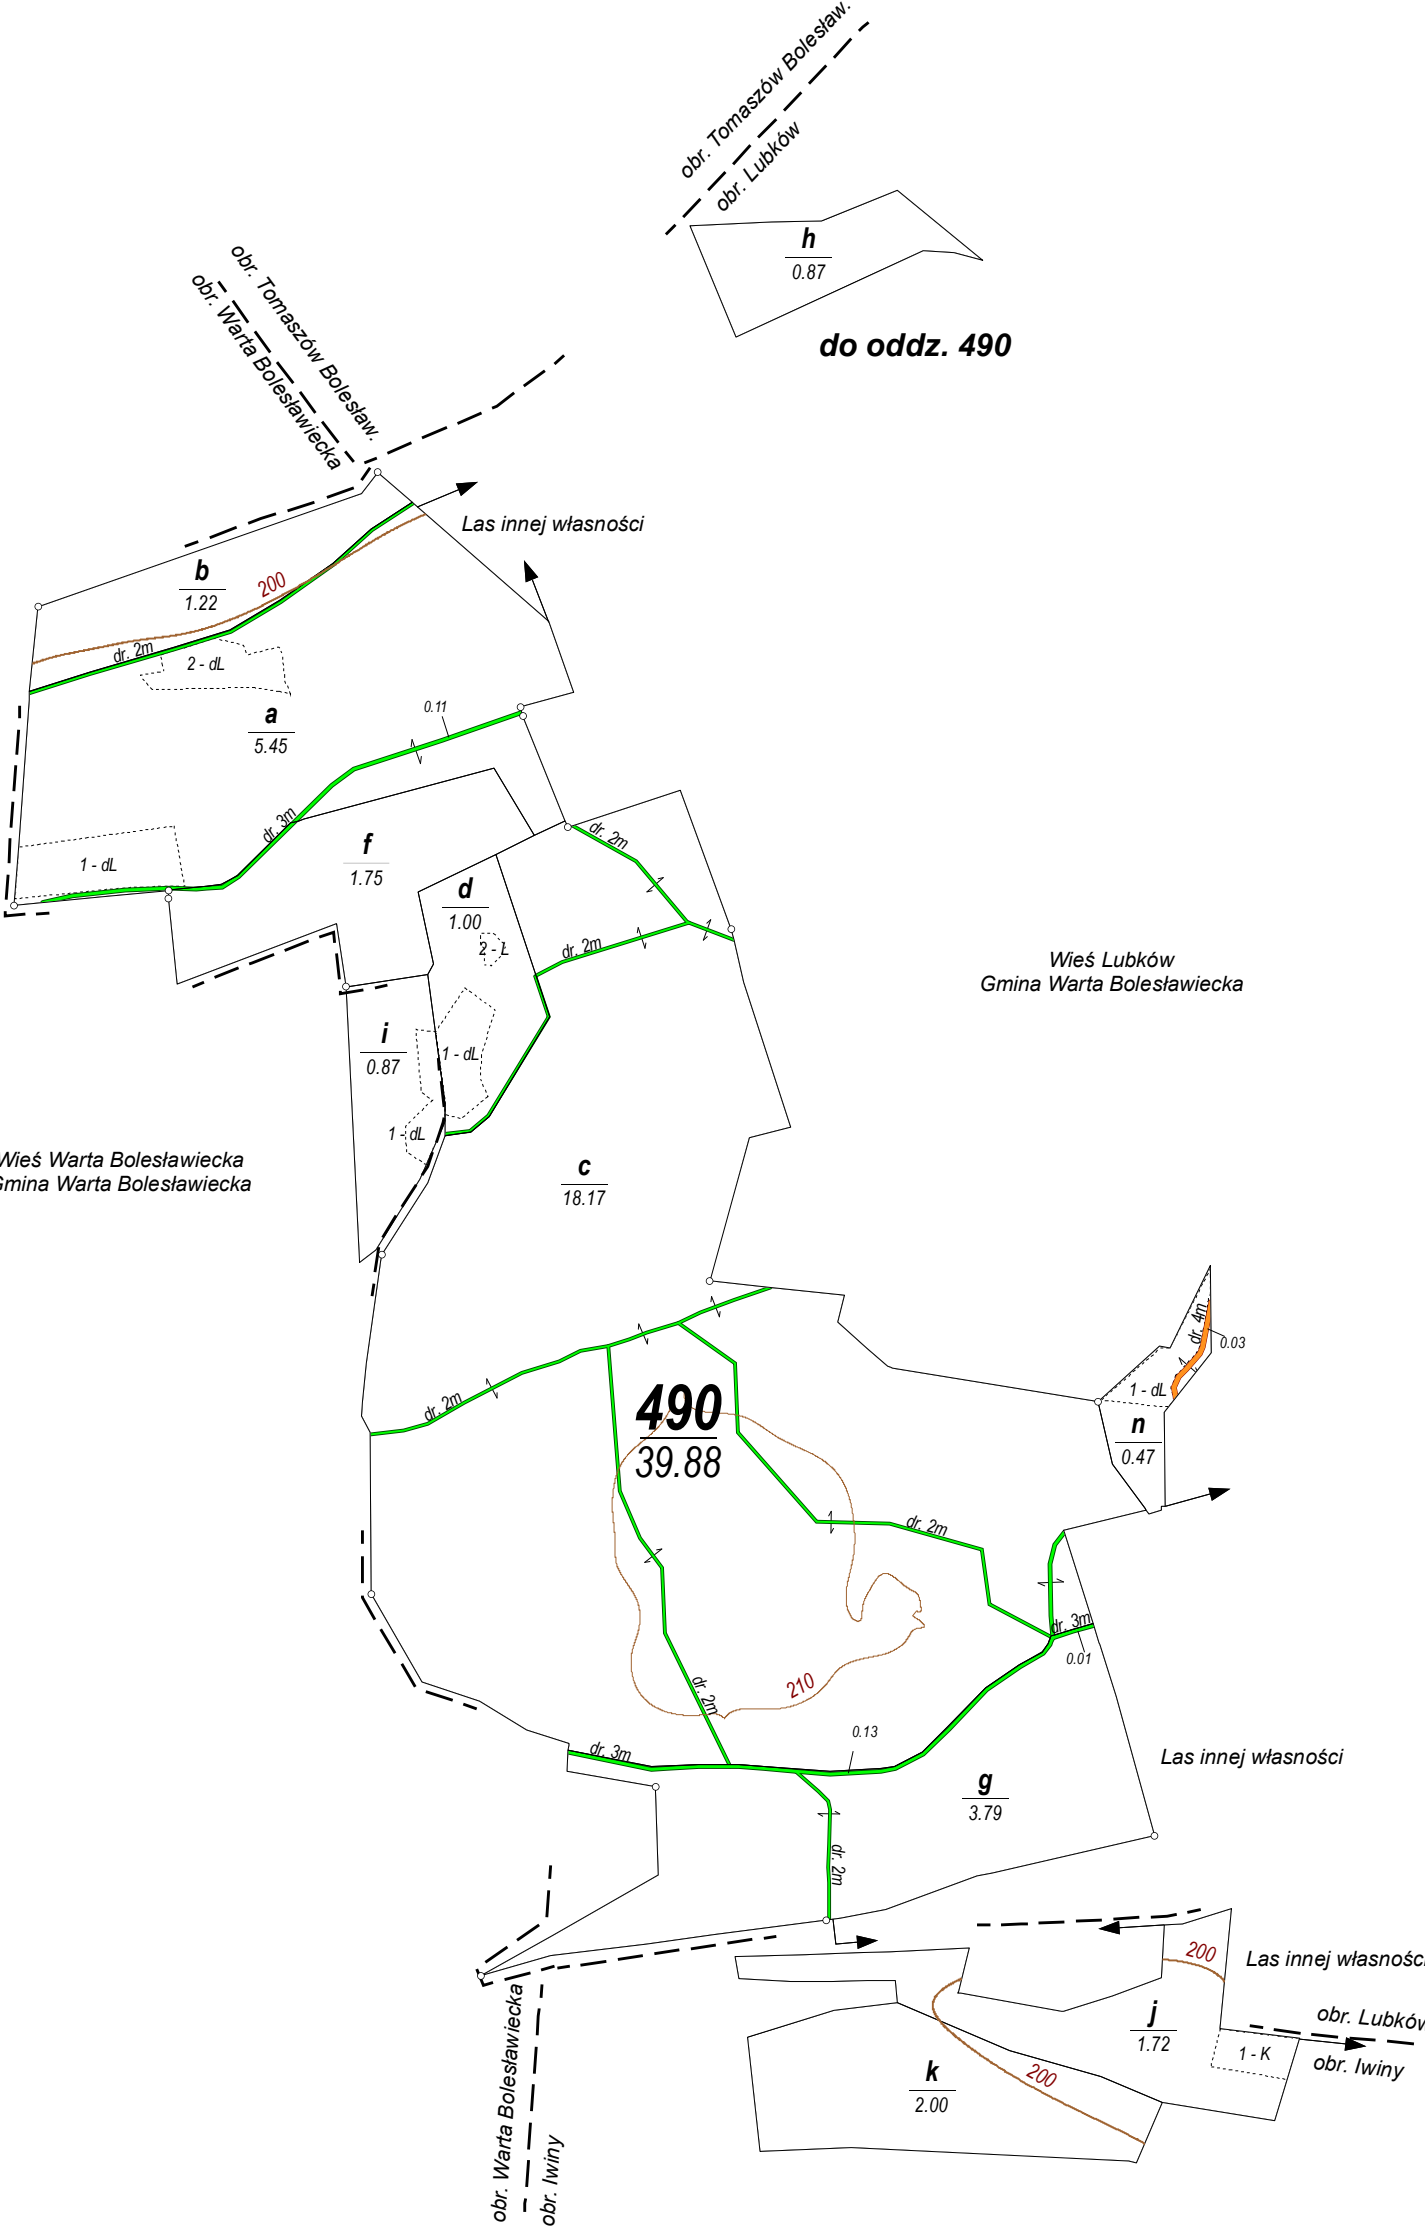 obr. Tomaszów Bolesław.
obr. Lubków
h
0.87
do oddz. 490
obr. Tomaszów Bolesław.
obr. Warta Bolesławiecka
Las innej własności
b
1.22
200
dr. 2m
2 - dL
a
5.45
0.11
dr. 3m
1 - dL
f
1.75
dr. 2m
d
1.00
2 - Ł
dr. 2m
Wieś Lubków
Gmina Warta Bolesławiecka
i
0.87
1 - dL
1 - dL
Wieś Warta Bolesławiecka
Gmina Warta Bolesławiecka
c
18.17
dr. 4m
0.03
1 - dL
n
0.47
dr. 2m
490
39.88
dr. 2m
dr. 3m
0.01
210
dr. 2m
0.13
dr. 3m
Las innej własności
g
3.79
dr. 2m
200
Las innej własności
j
1.72
obr. Lubków
1 - K
obr. Iwiny
k
2.00
200
obr. Warta Bolesławiecka
obr. Iwiny